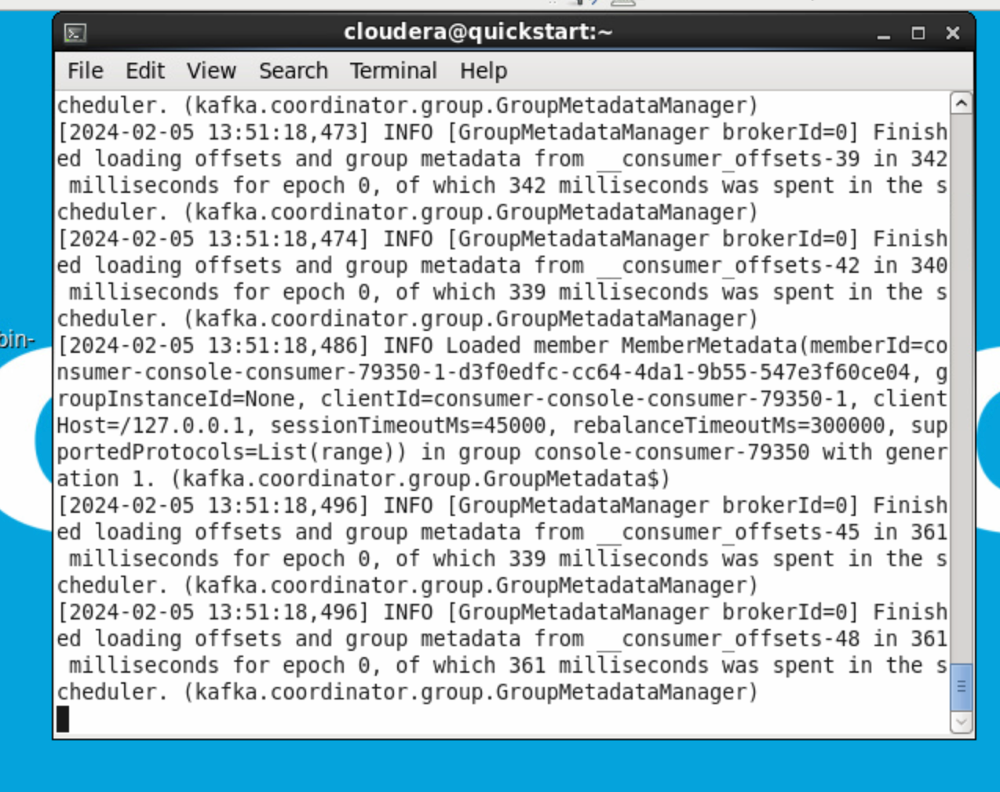 cloudera@quickstart:~
File Edit View Search Terminal Help
cheduler. (kafka.coordinator.group.GroupMetadataManager)
[2024-02-05 13:51:18,473] INFO [GroupMetadataManager brokerId=0] Finish
ed loading offsets and group metadata from __consumer_offsets-39 in 342
 milliseconds for epoch 0, of which 342 milliseconds was spent in the s
cheduler. (kafka.coordinator.group.GroupMetadataManager)
[2024-02-05 13:51:18,474] INFO [GroupMetadataManager brokerId=0] Finish
ed loading offsets and group metadata from __consumer_offsets-42 in 340
 milliseconds for epoch 0, of which 339 milliseconds was spent in the s
cheduler. (kafka.coordinator.group.GroupMetadataManager)
bin-
[2024-02-05 13:51:18,486] INFO Loaded member MemberMetadata(memberId=co
nsumer-console-consumer-79350-1-d3f0edfc-cc64-4da1-9b55-547e3f60ce04, g
roupInstanceId=None, clientId=consumer-console-consumer-79350-1, client
Host=/127.0.0.1, sessionTimeoutMs=45000, rebalanceTimeoutMs=300000, sup
portedProtocols=List(range)) in group console-consumer-79350 with gener
ation 1. (kafka.coordinator.group.GroupMetadata$)
[2024-02-05 13:51:18,496] INFO [GroupMetadataManager brokerId=0] Finish
ed loading offsets and group metadata from __consumer_offsets-45 in 361
 milliseconds for epoch 0, of which 339 milliseconds was spent in the s
cheduler. (kafka.coordinator.group.GroupMetadataManager)
[2024-02-05 13:51:18,496] INFO [GroupMetadataManager brokerId=0] Finish
ed loading offsets and group metadata from __consumer_offsets-48 in 361
 milliseconds for epoch 0, of which 361 milliseconds was spent in the s
cheduler. (kafka.coordinator.group.GroupMetadataManager)